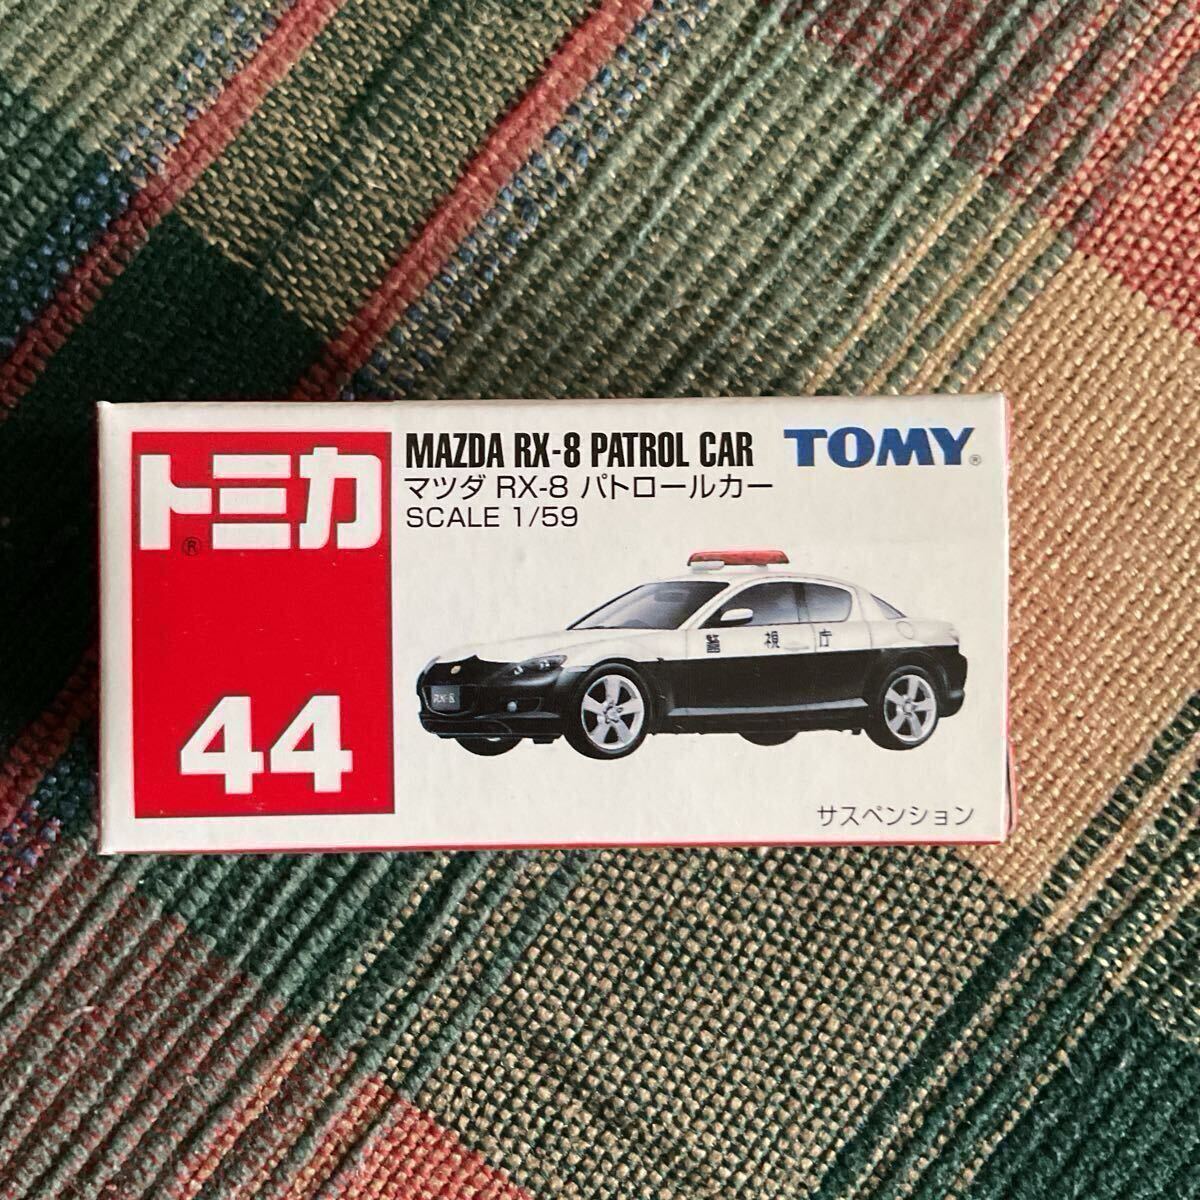 トミカ®
44
MAZDA RX-8 PATROL CAR
マツダ RX-8 パトロールカー
SCALE 1/59
TOMY®
警視庁
RX-8
サスペンション